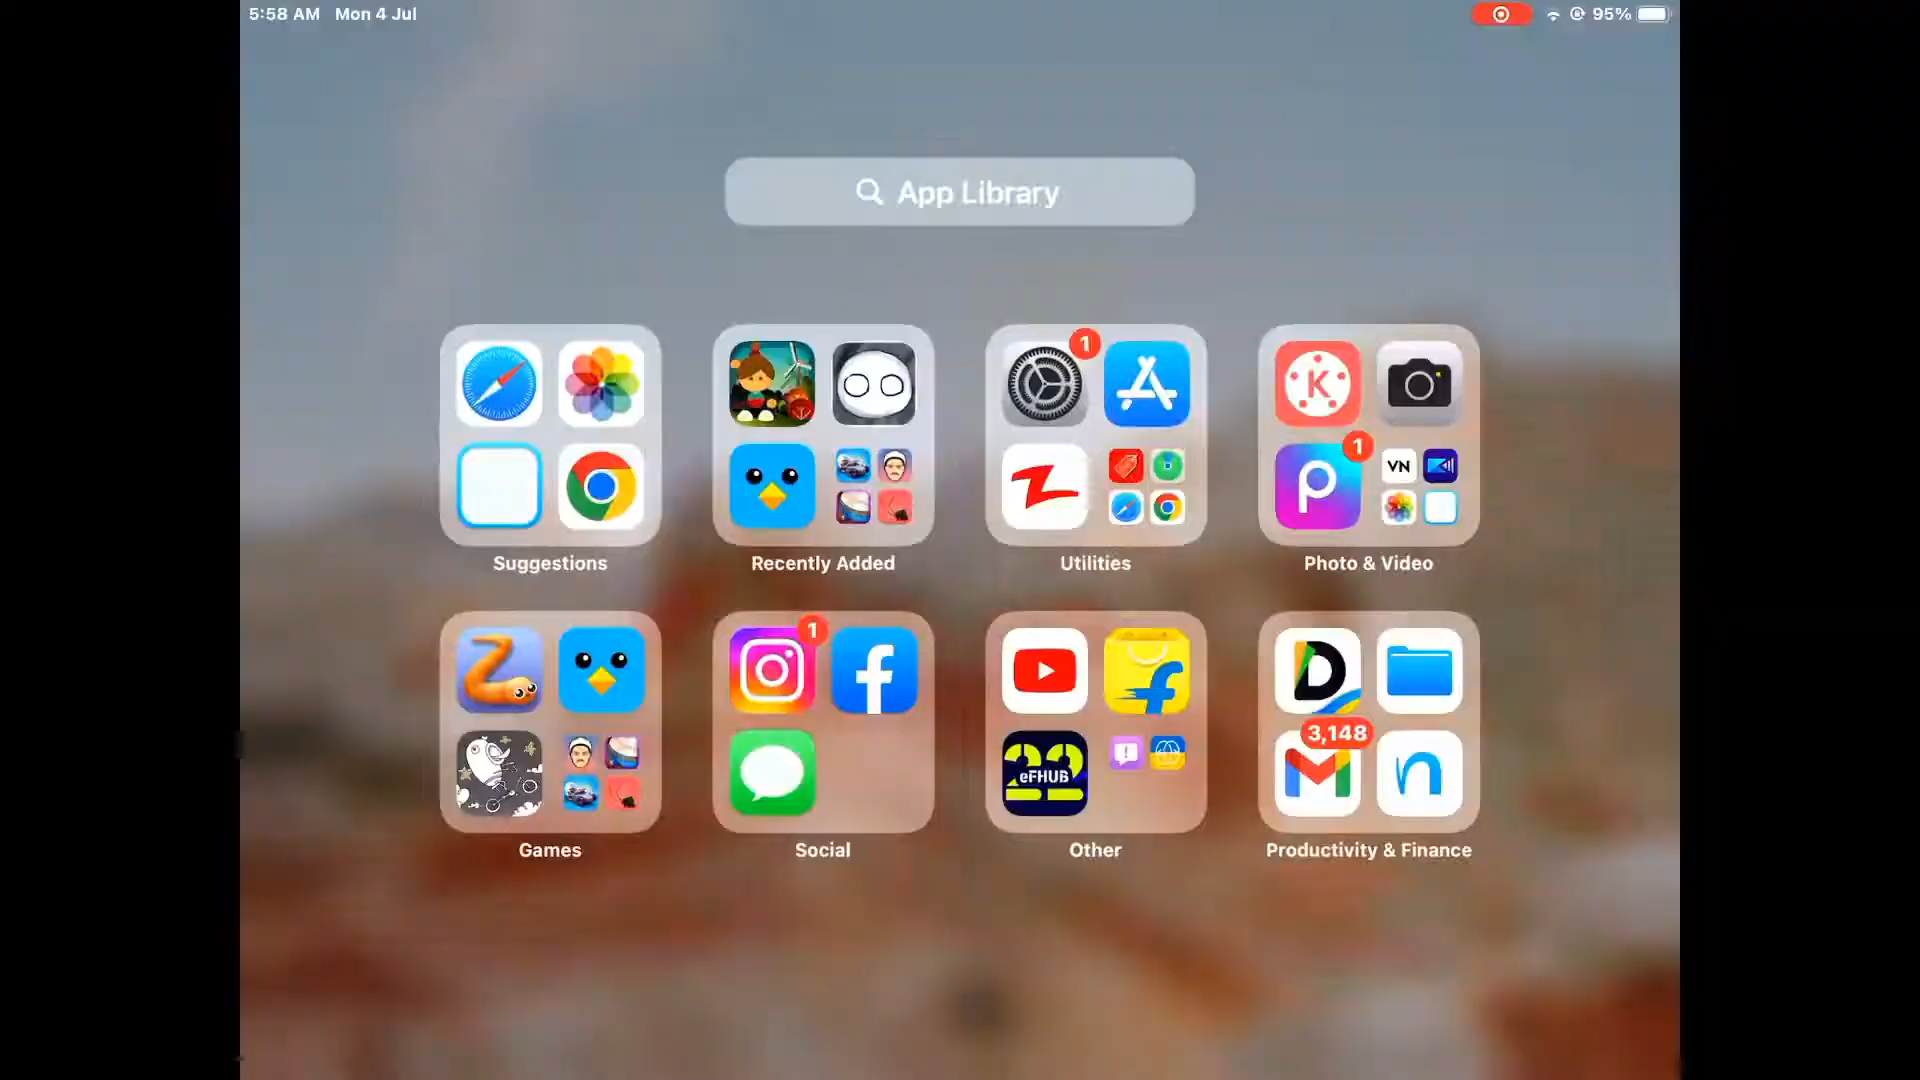 5:58 AM Mon 4 Jul
95%
App Library
1
K
1
VN
Suggestions
Recently Added
Utilities
Photo & Video
1
f
f
D
22
eFHUB
3,148
n
Games
Social
Other
Productivity & Finance